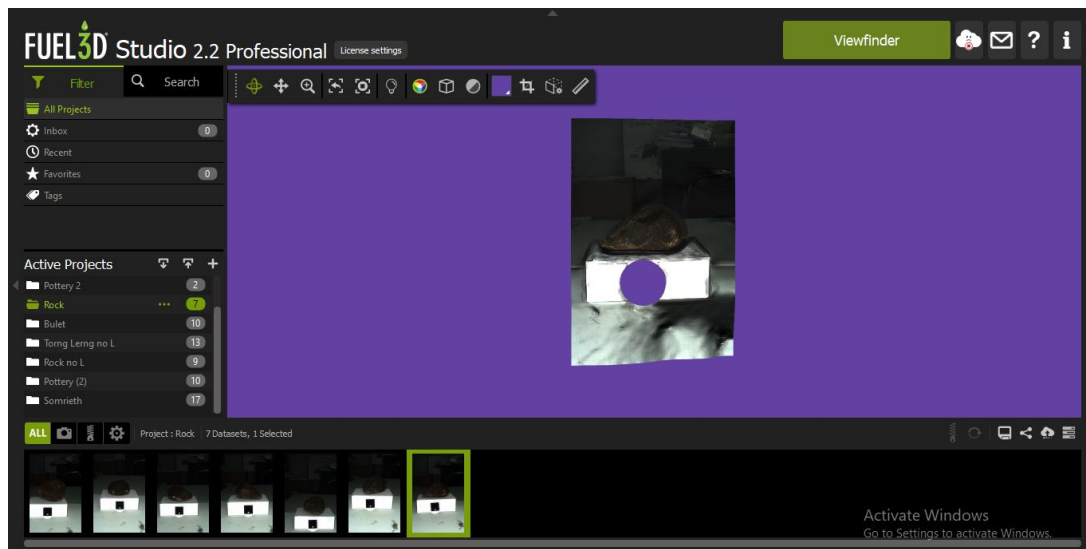 FUEL3D Studio 2.2 Professional License settings
Viewfinder
? i
Filter
Search
All Projects
Inbox 0
Recent
Favorites 0
Tags
Active Projects +
Pottery 2 2
Rock ... 7
Bulet 10
Torng Lerng no L 13
Rock no L 9
Pottery (2) 10
Somrieth 17
ALL Project : Rock 7 Datasets, 1 Selected
Activate Windows
Go to Settings to activate Windows.